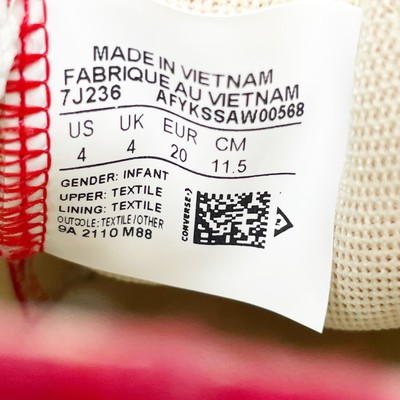 MADE IN VIETNAM
FABRIQUE AU VIETNAM
7J236 AFYKSSAW00568
US UK EUR CM
4 4 20 11.5
GENDER: INFANT
UPPER: TEXTILE
LINING: TEXTILE
OUTSOLE: TEXTILE/OTHER
9A 2110 M88
CONVERSE